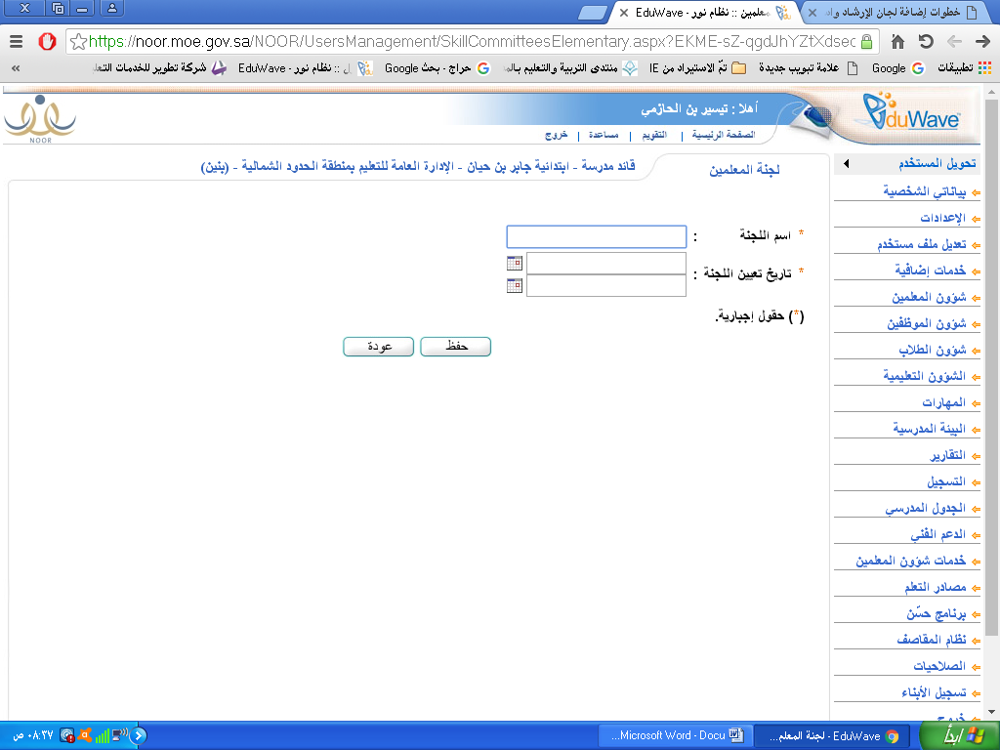 خطوات إضافة لجان الإرشاد وا
معلمين :: نظام نور - EduWave
https://noor.moe.gov.sa/NOOR/UsersManagement/SkillCommitteesElementary.aspx?EKME-sZ-qgdJhYZtXdsec
تطبيقات Google علامة تبويب جديدة تمّ الاستيراد من IE منتدى التربية والتعليم بالمد حراج - بحث Google ل :: نظام نور - EduWave شركة تطوير للخدمات التعل »
EduWave
أهلا : تيسير بن الحازمي
الصفحة الرئيسية | التقويم | مساعدة | خروج
NOOR
تحويل المستخدم
لجنة المعلمين
قائد مدرسة - ابتدائية جابر بن حيان - الإدارة العامة للتعليم بمنطقة الحدود الشمالية - (بنين)
بياناتي الشخصية
الإعدادات
تعديل ملف مستخدم
خدمات إضافية
شؤون المعلمين
شؤون الموظفين
شؤون الطلاب
الشؤون التعليمية
المهارات
البيئة المدرسية
التقارير
التسجيل
الجدول المدرسي
الدعم الفني
خدمات شؤون المعلمين
مصادر التعلم
برنامج حسّن
نظام المقاصف
الصلاحيات
تسجيل الأبناء
خروج
* اسم اللجنة :
* تاريخ تعيين اللجنة :
(*) حقول إجبارية.
حفظ
عودة
ابدأ
EduWave - لجنة المعلم...
Microsoft Word - Docu...
٠٨:٣٧ ص